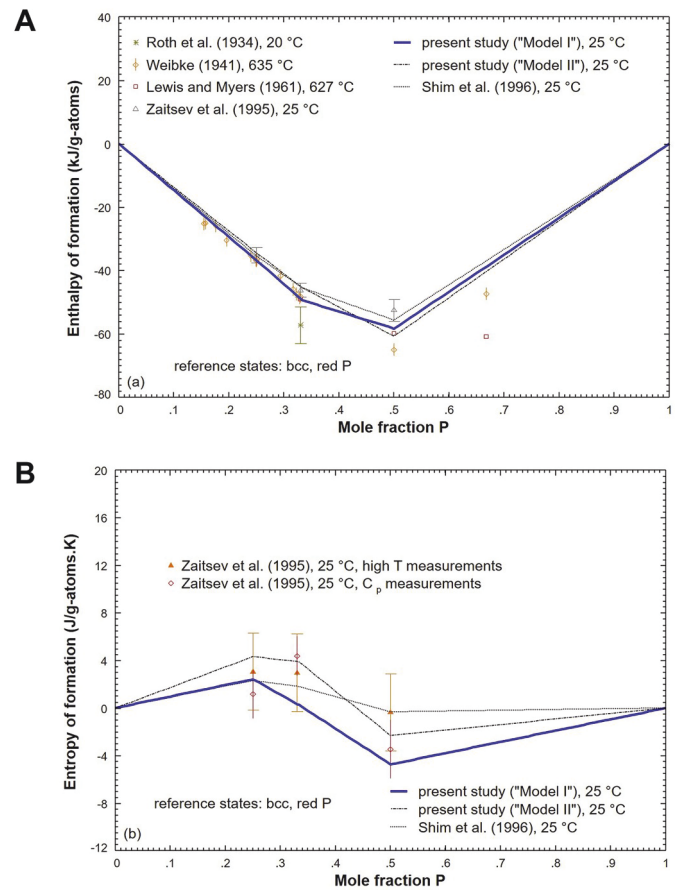 A
Roth et al. (1934), 20 °C
Weibke (1941), 635 °C
Lewis and Myers (1961), 627 °C
Zaitsev et al. (1995), 25 °C
present study ("Model I"), 25 °C
present study ("Model II"), 25 °C
Shim et al. (1996), 25 °C
Enthalpy of formation (kJ/g-atoms)
40
20
0
-20
-40
-60
-80
reference states: bcc, red P
(a)
0 .1 .2 .3 .4 .5 .6 .7 .8 .9 1
Mole fraction P
B
Zaitsev et al. (1995), 25 °C, high T measurements
Zaitsev et al. (1995), 25 °C, C p measurements
Entropy of formation (J/g-atoms.K)
20
16
12
8
4
0
-4
-8
-12
present study ("Model I"), 25 °C
present study ("Model II"), 25 °C
Shim et al. (1996), 25 °C
reference states: bcc, red P
(b)
0 .1 .2 .3 .4 .5 .6 .7 .8 .9 1
Mole fraction P